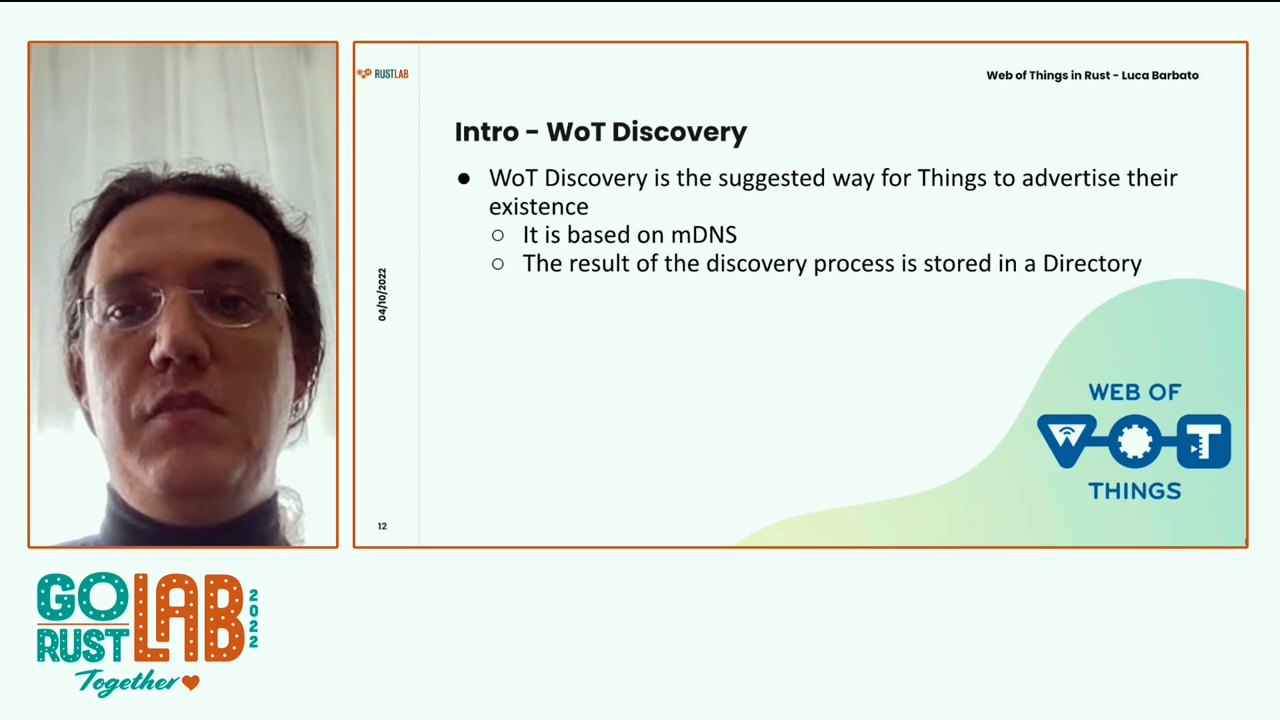 RUSTLAB
Web of Things in Rust - Luca Barbato
Intro - WoT Discovery
● WoT Discovery is the suggested way for Things to advertise their
existence
○ It is based on mDNS
○ The result of the discovery process is stored in a Directory
04/10/2022
WEB OF
W O T
THINGS
12
GO LAB 2022
RUST
Together